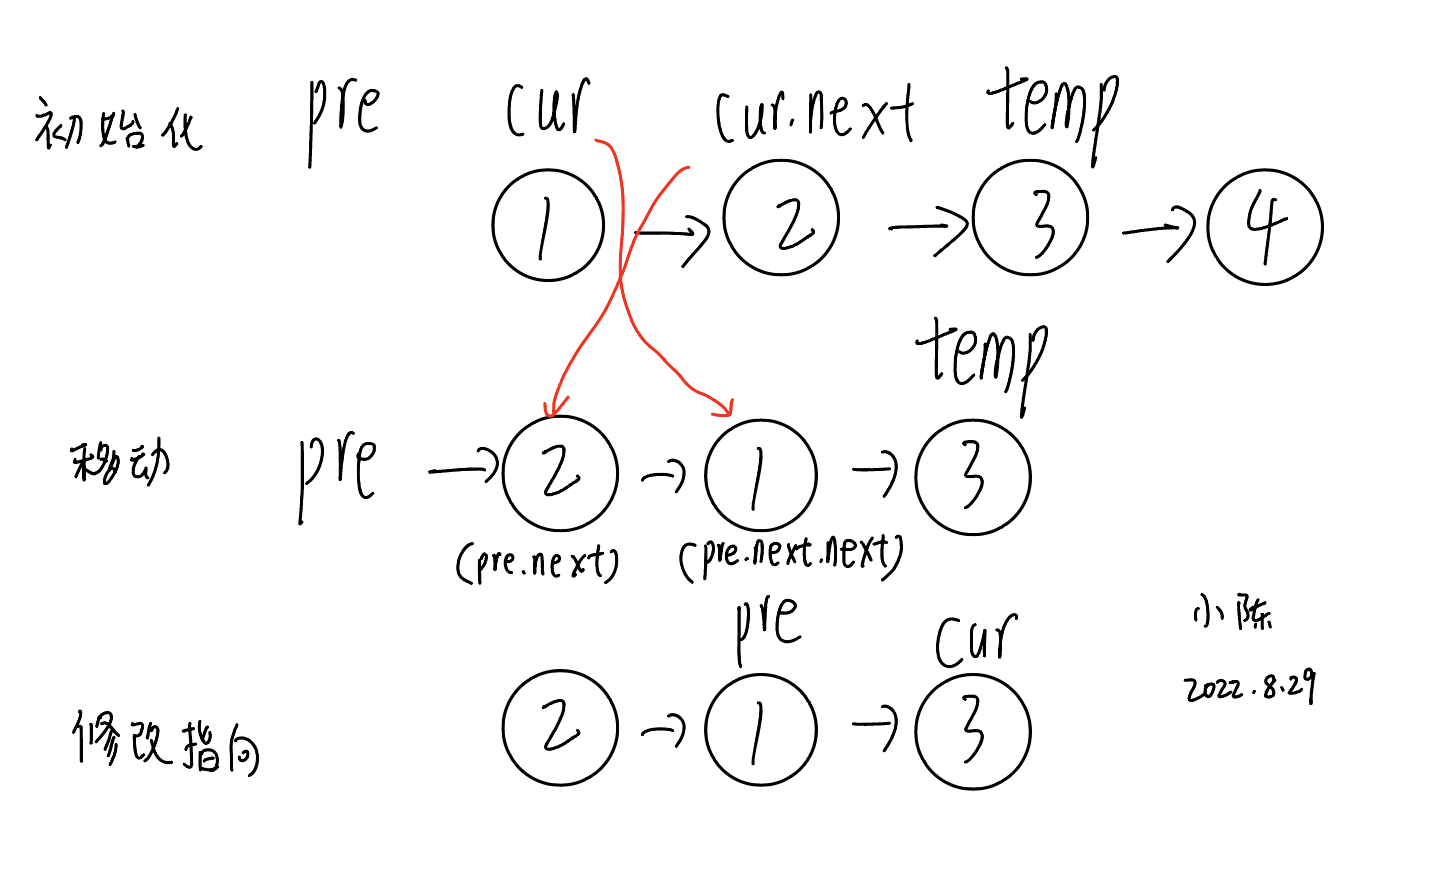 初始化 pre cur cur.next temp
1 → 2 → 3 → 4
temp
移动 pre → 2 → 1 → 3
(pre.next) (pre.next.next)
pre cur
小陈
2022.8.29
修改指向 2 → 1 → 3